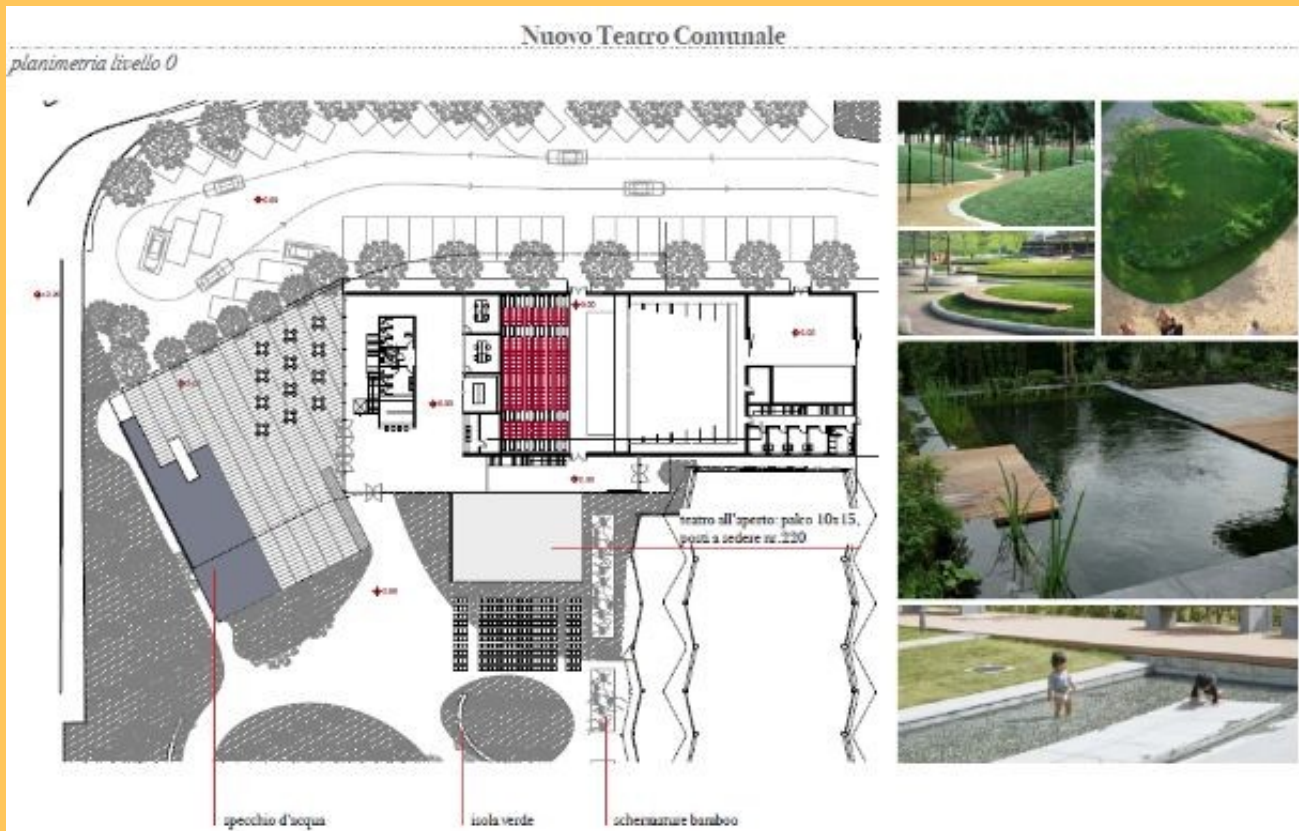 Nuovo Teatro Comunale
planimetria livello 0
teatro all'aperto: palco 10x15,
posti a sedere nr. 220
specchio d'acqua
isola verde
schermature bamboo